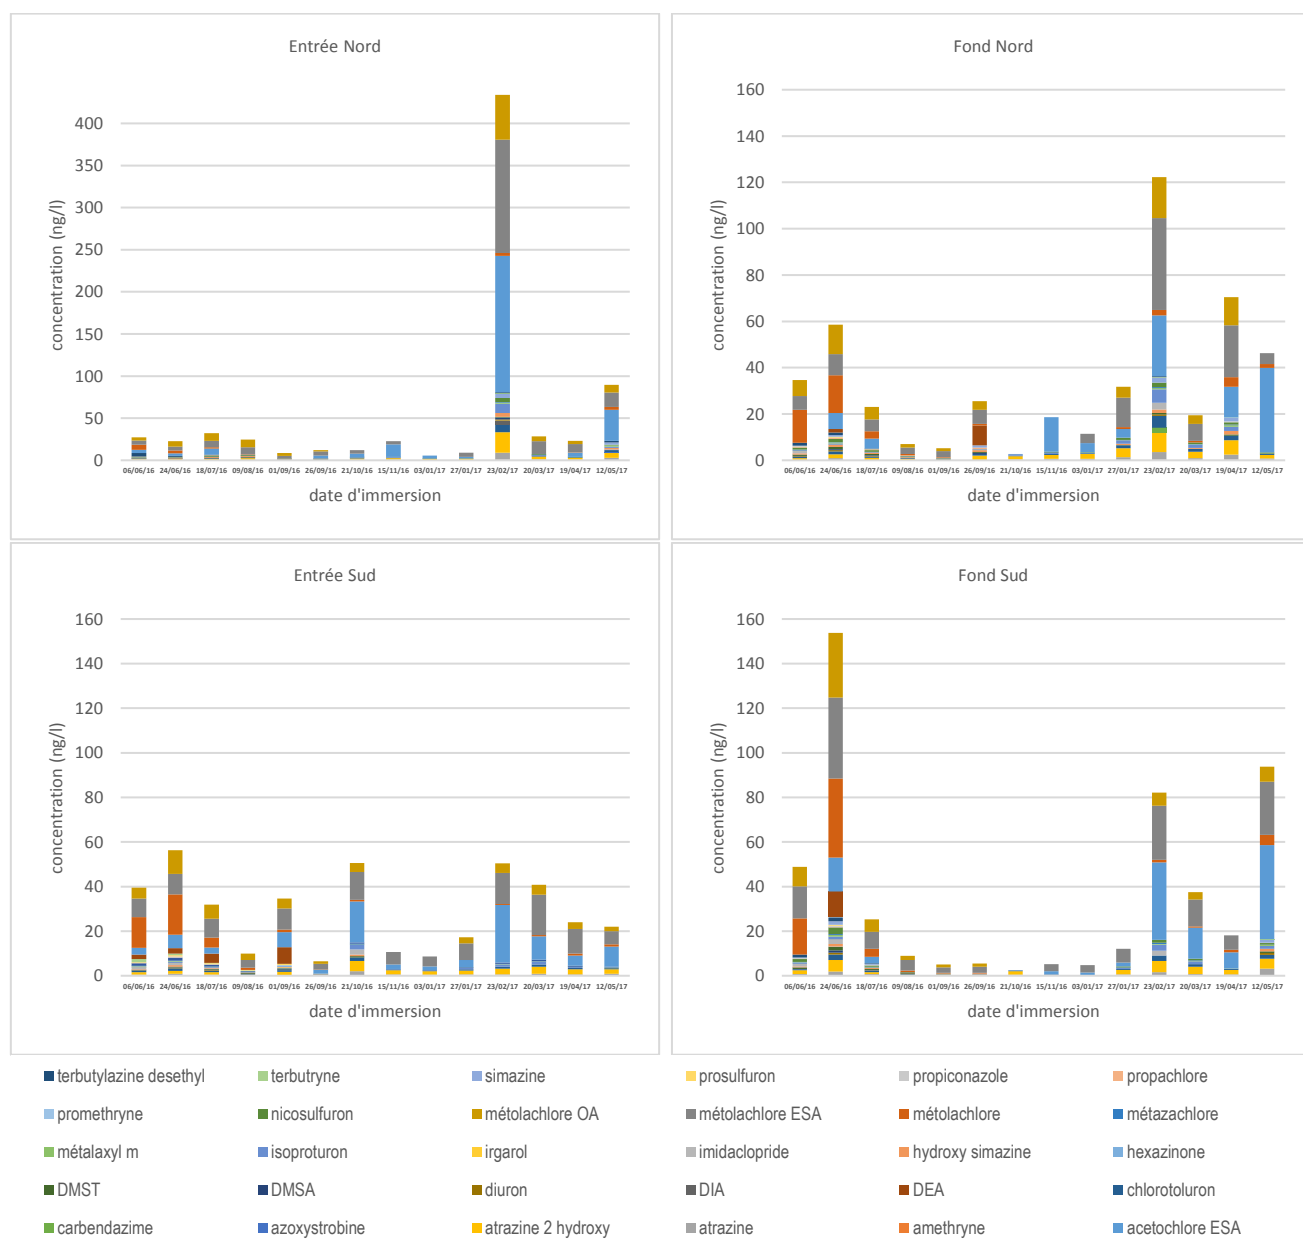 Entrée Nord
concentration (ng/l)
400
350
300
250
200
150
100
50
0
06/06/16 24/06/16 18/07/16 09/08/16 01/09/16 26/09/16 21/10/16 15/11/16 03/01/17 27/01/17 23/02/17 20/03/17 19/04/17 12/05/17
date d'immersion
Fond Nord
concentration (ng/l)
160
140
120
100
80
60
40
20
0
06/06/16 24/06/16 18/07/16 09/08/16 01/09/16 26/09/16 21/10/16 15/11/16 03/01/17 27/01/17 23/02/17 20/03/17 19/04/17 12/05/17
date d'immersion
Entrée Sud
concentration (ng/l)
160
140
120
100
80
60
40
20
0
06/06/16 24/06/16 18/07/16 09/08/16 01/09/16 26/09/16 21/10/16 15/11/16 03/01/17 27/01/17 23/02/17 20/03/17 19/04/17 12/05/17
date d'immersion
Fond Sud
concentration (ng/l)
160
140
120
100
80
60
40
20
0
06/06/16 24/06/16 18/07/16 09/08/16 01/09/16 26/09/16 21/10/16 15/11/16 03/01/17 27/01/17 23/02/17 20/03/17 19/04/17 12/05/17
date d'immersion
terbutylazine desethyl terbutryne simazine prosulfuron propiconazole propachlore
promethryne nicosulfuron métolachlore OA métolachlore ESA métolachlore métazachlore
métalaxyl m isoproturon irgarol imidaclopride hydroxy simazine hexazinone
DMST DMSA diuron DIA DEA chlorotoluron
carbendazime azoxystrobine atrazine 2 hydroxy atrazine amethryne acetochlore ESA